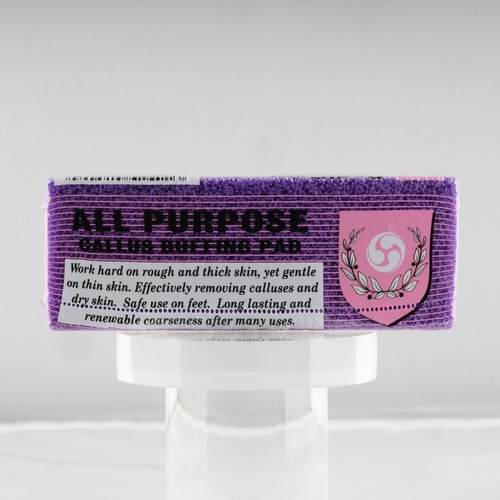 ALL PURPOSE
CALLUS BUFFING PAD
Work hard on rough and thick skin, yet gentle
on thin skin. Effectively removing calluses and
dry skin. Safe use on feet. Long lasting and
renewable coarseness after many uses.